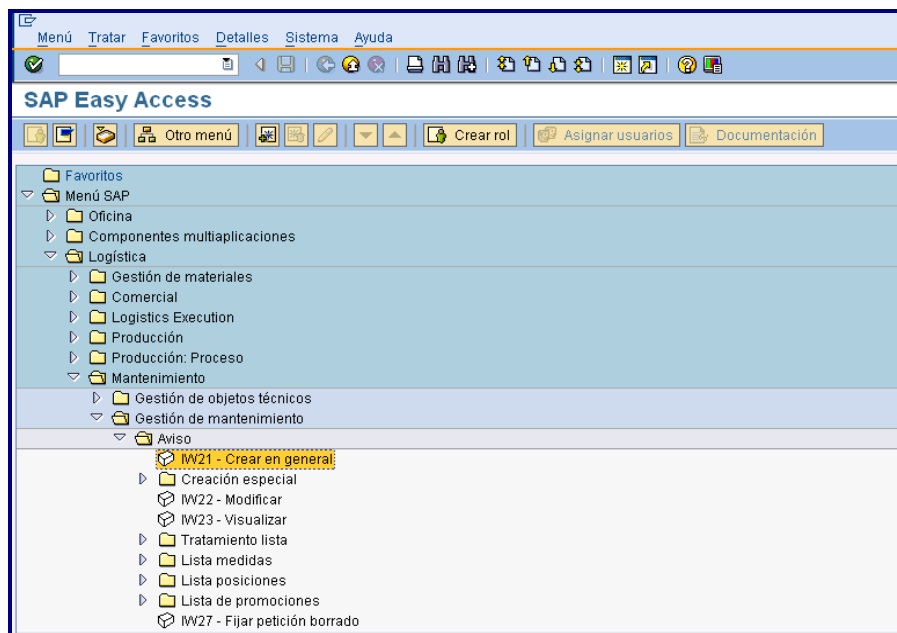 Menú Tratar Favoritos Detalles Sistema Ayuda
SAP Easy Access
Otro menú Crear rol Asignar usuarios Documentación
Favoritos
Menú SAP
Oficina
Componentes multiaplicaciones
Logística
Gestión de materiales
Comercial
Logistics Execution
Producción
Producción: Proceso
Mantenimiento
Gestión de objetos técnicos
Gestión de mantenimiento
Aviso
IW21 - Crear en general
Creación especial
IW22 - Modificar
IW23 - Visualizar
Tratamiento lista
Lista medidas
Lista posiciones
Lista de promociones
IW27 - Fijar petición borrado